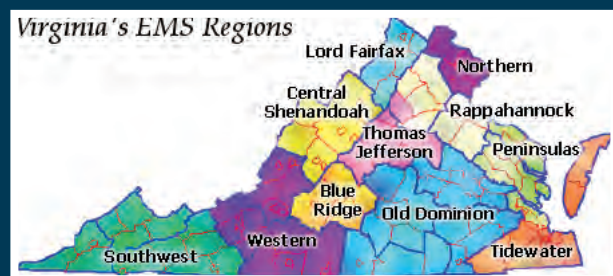 Virginia's EMS Regions
Lord Fairfax
Northern
Central
Shenandoah
Rappahannock
Thomas
Jefferson
Peninsulas
Blue
Ridge
Old Dominion
Western
Southwest
Tidewater